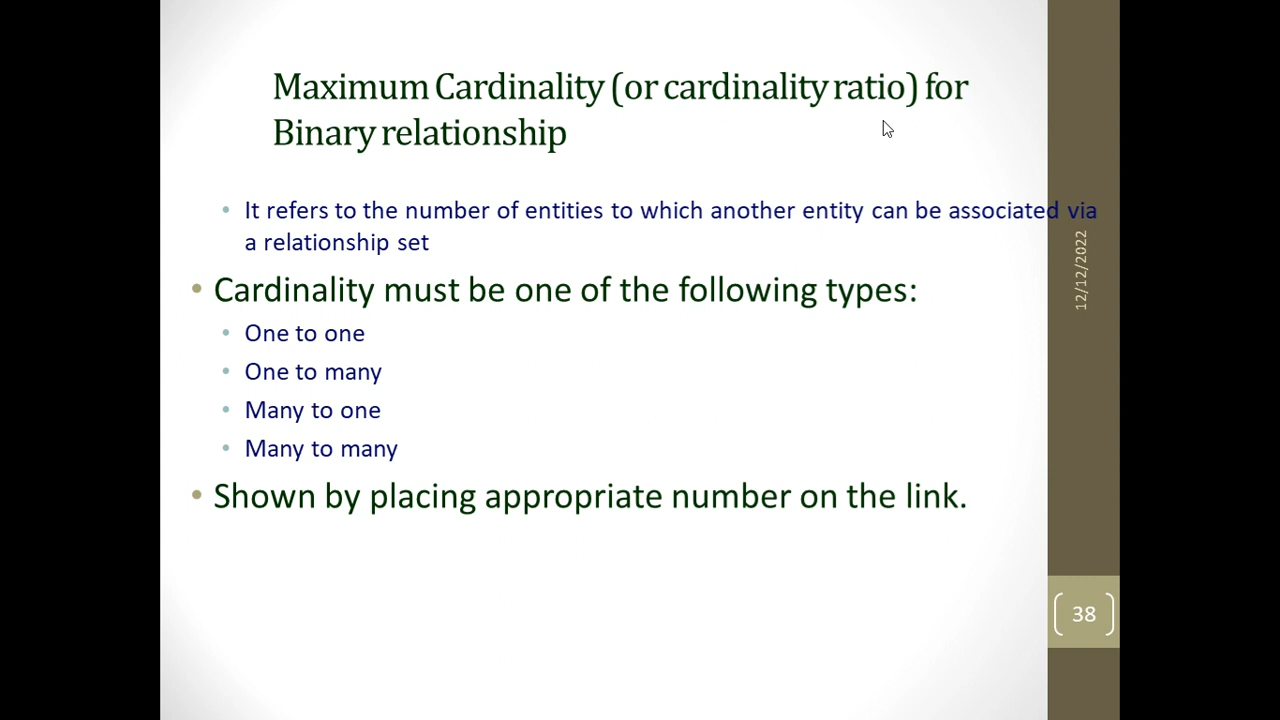 Maximum Cardinality (or cardinality ratio) for
Binary relationship
• It refers to the number of entities to which another entity can be associated via
a relationship set
• Cardinality must be one of the following types:
• One to one
• One to many
• Many to one
• Many to many
• Shown by placing appropriate number on the link.
12/12/2022
38